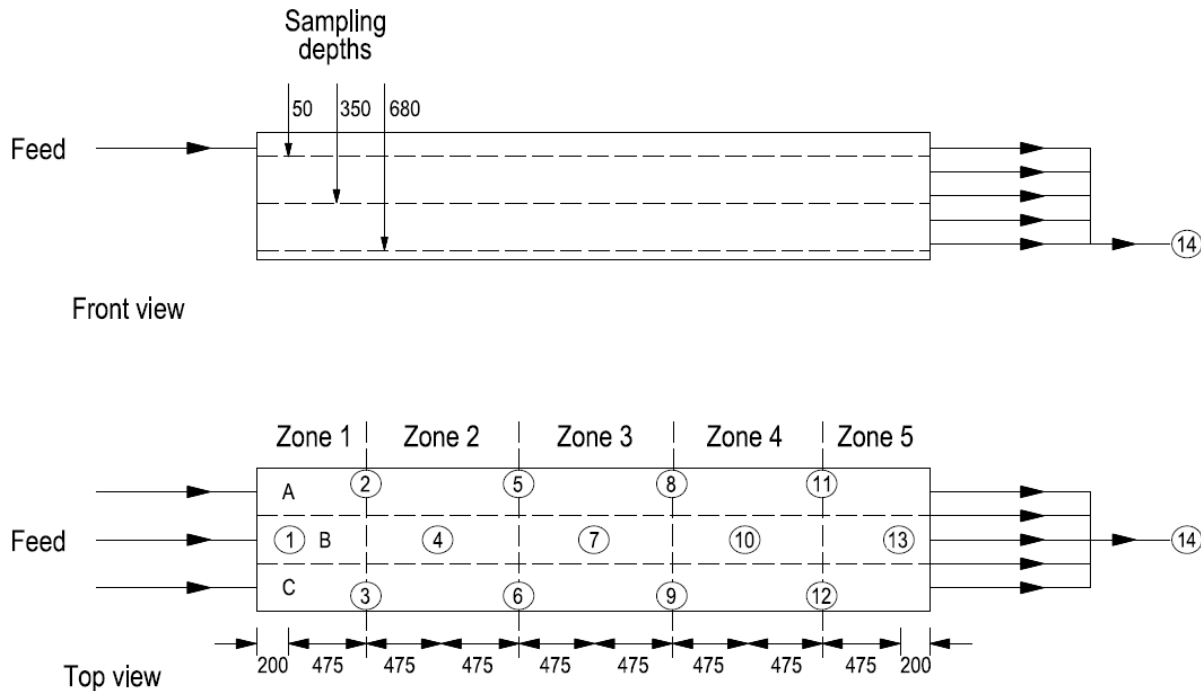 Sampling
depths
50 350 680
Feed
14
Front view
Zone 1 Zone 2 Zone 3 Zone 4 Zone 5
A 2 5 8 11
Feed 1 B 4 7 10 13 14
C 3 6 9 12
200 475 475 475 475 475 475 475 475 200
Top view